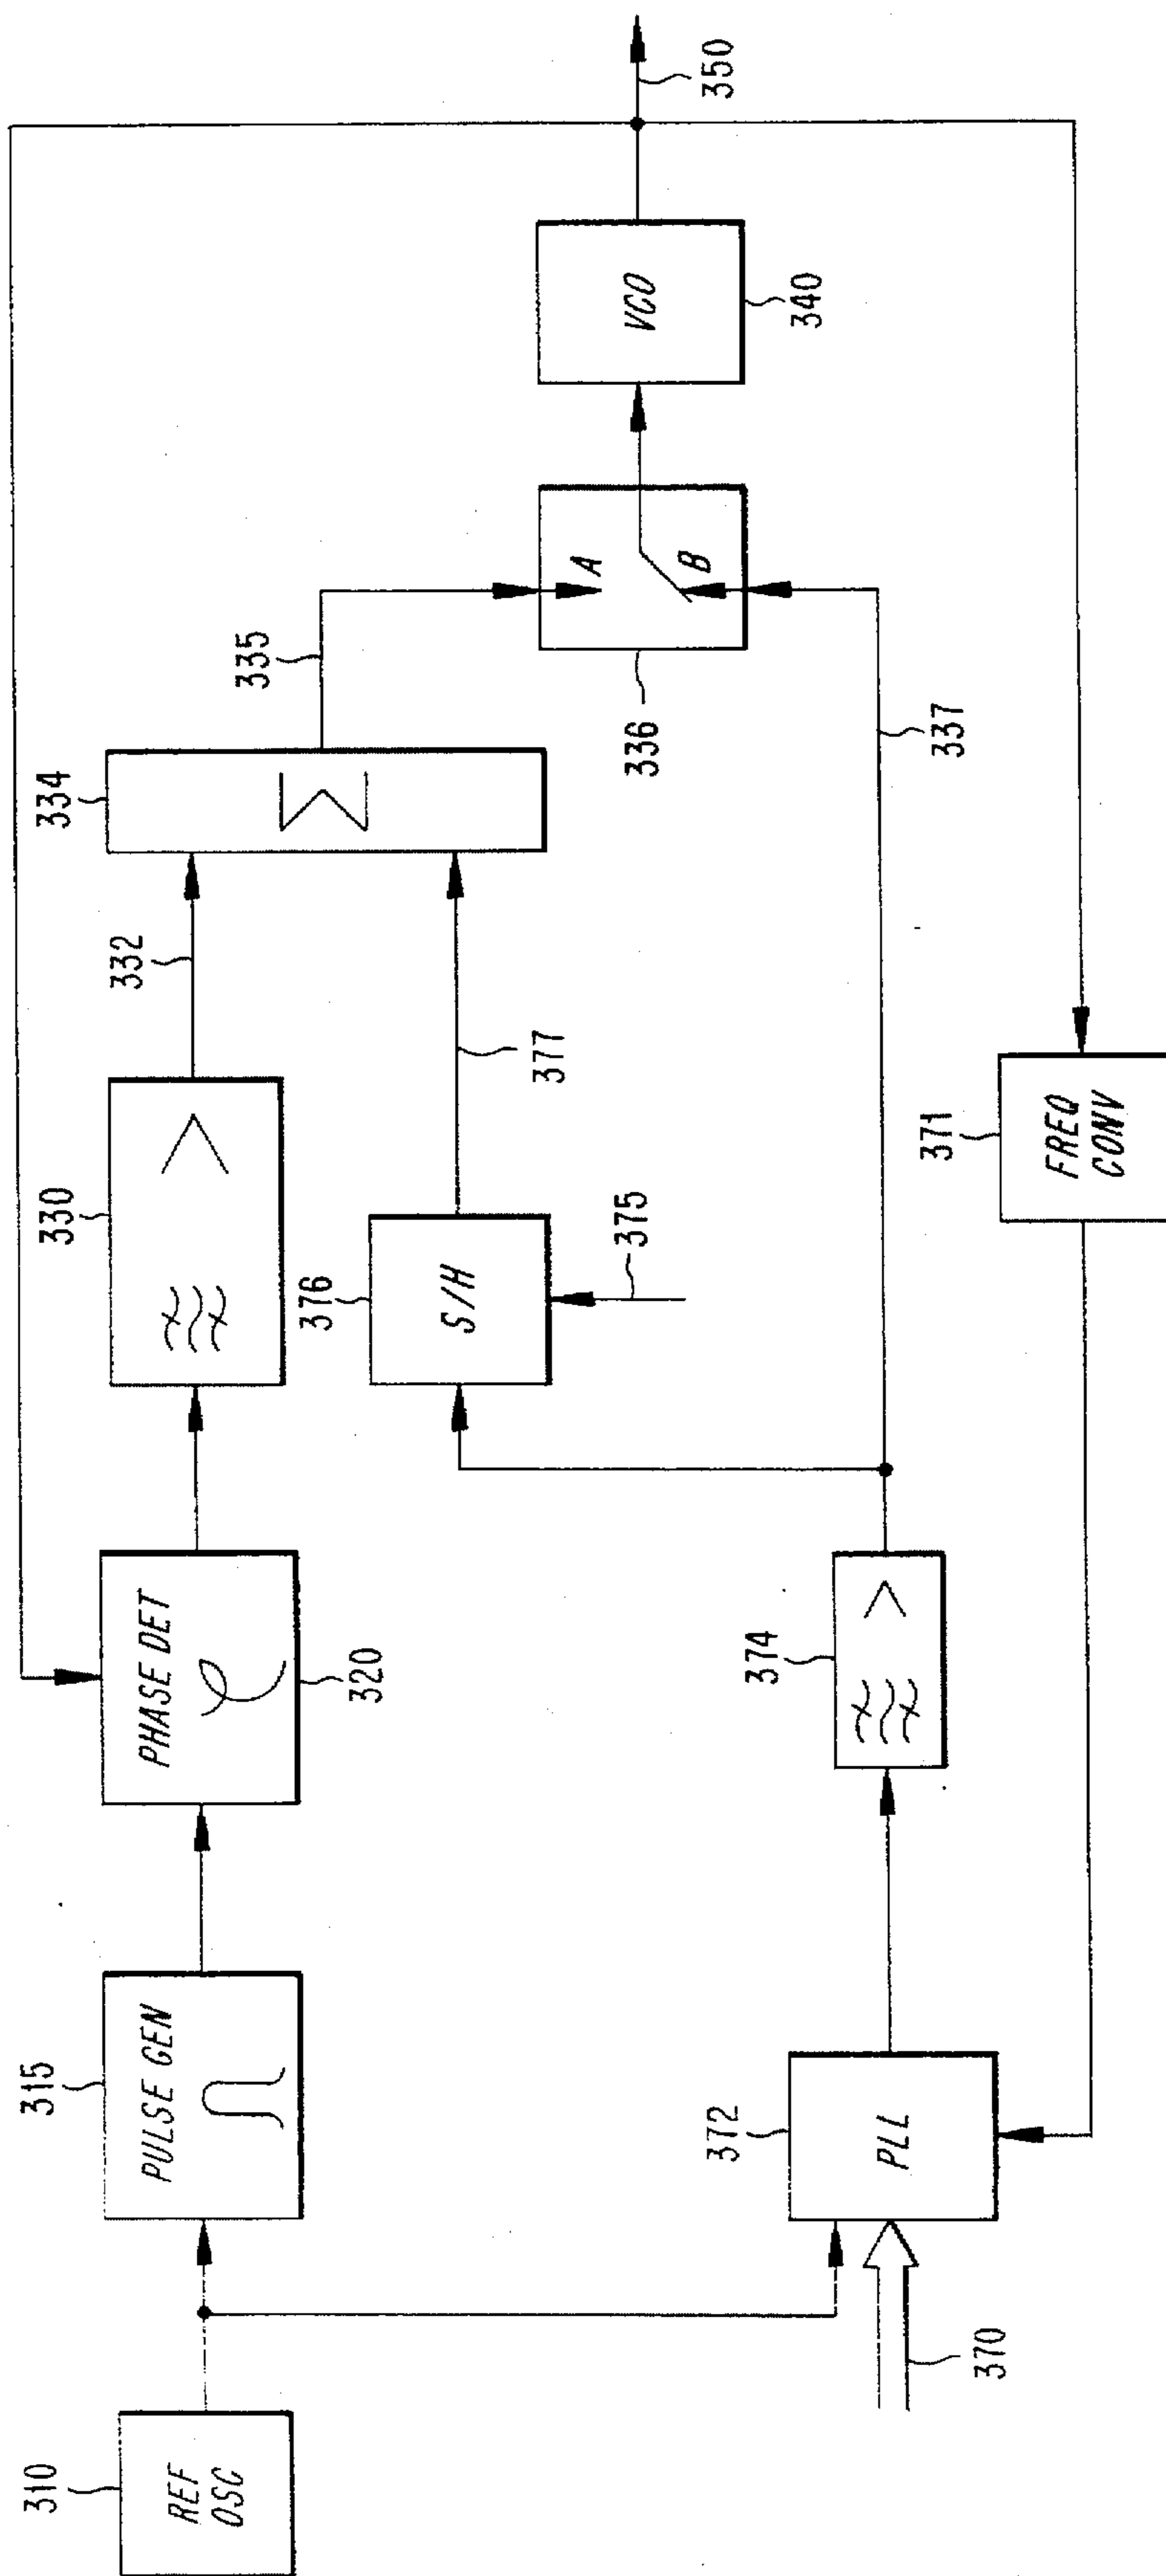 310
REF
OSC
315
PULSE GEN
PHASE DET
320
330
332
334
Σ
335
376
S/H
375
377
A
B
336
337
VCO
340
350
370
372
PLL
374
371
FREQ
CONV